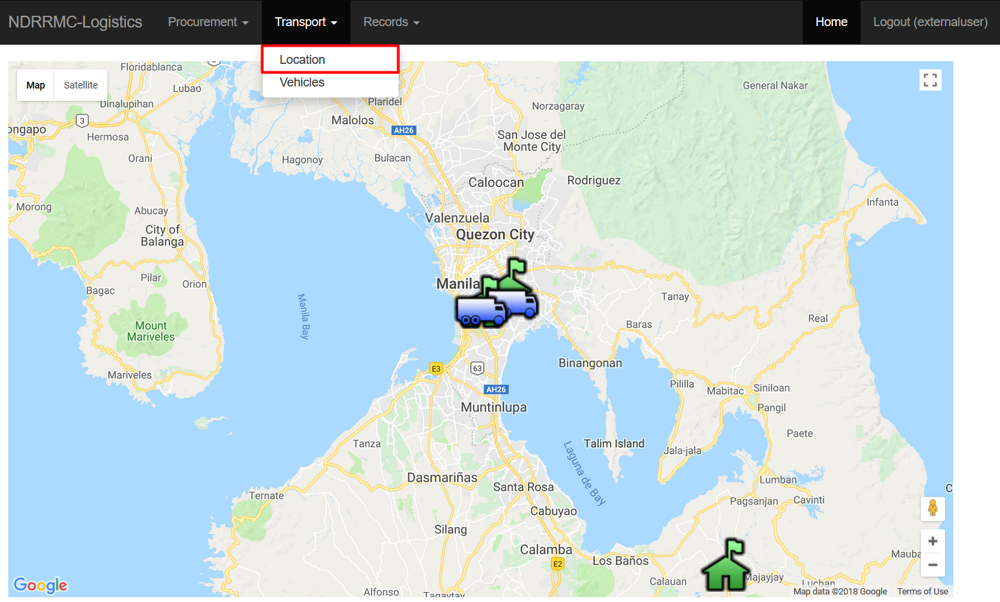 NDRRMC-Logistics Procurement Transport Records Home Logout (externaluser)
Location
Vehicles
Map Satellite
Floridablanca
Lubao
Dinalupihan
3
ongapo
Hermosa
Orani
Morong
Abucay
City of
Balanga
Pilar
Orion
Bagac
Mount
Mariveles
Mariveles
Manila Bay
Plaridel
Malolos
AH26
Hagonoy
Bulacan
San Jose del
Monte City
Norzagaray
General Nakar
Caloocan
Rodriguez
Valenzuela
Quezon City
Infanta
Manila
Tanay
Baras
Real
Binangonan
E3
63
AH26
Muntinlupa
Pililla
Mabitac
Siniloan
Pangil
Paete
Talim Island
Jala-jala
Laguna de Bay
Tanza
Dasmariñas
Santa Rosa
Lumban
Ternate
Cabuyao
Pagsanjan
Cavinti
C
Silang
Calamba
E2
Los Baños
Mauba
Calauan
Majayjay
Lucban
Alfonso
Tagaytay
Google
Map data ©2018 Google Terms of Use